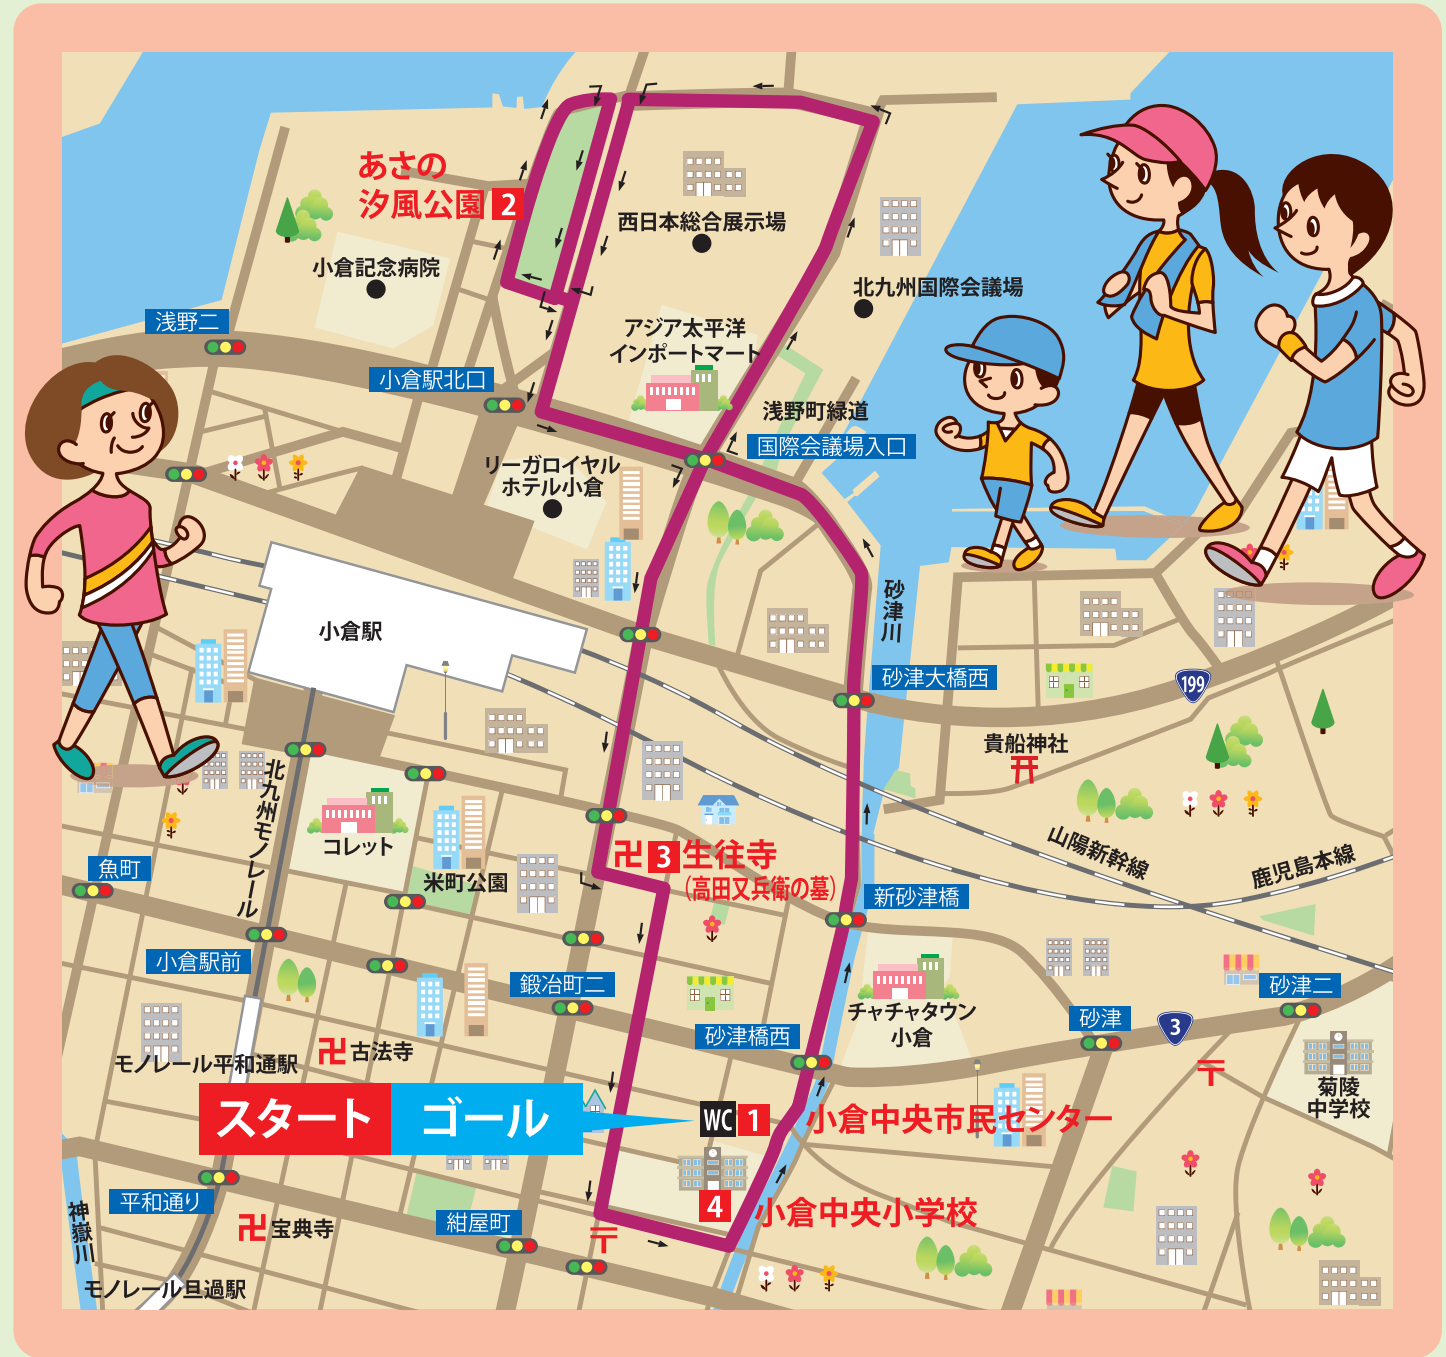 あさの
汐風公園 2
西日本総合展示場
小倉記念病院
北九州国際会議場
浅野二
アジア太平洋
インポートマート
小倉駅北口
浅野町緑道
国際会議場入口
リーガロイヤル
ホテル小倉
砂津川
小倉駅
砂津大橋西
199
貴船神社
北九州モノレール
コレット
山陽新幹線
鹿児島本線
魚町
米町公園
卍 3 生往寺
(高田又兵衛の墓)
新砂津橋
小倉駅前
鍛冶町二
砂津二
チャチャタウン
小倉
砂津
3
砂津橋西
モノレール平和通駅
卍 古法寺
〒
菊陵
中学校
スタート ゴール
WC 1 小倉中央市民センター
平和通り
4 小倉中央小学校
神嶽川
卍 宝典寺
紺屋町
〒
モノレール旦過駅